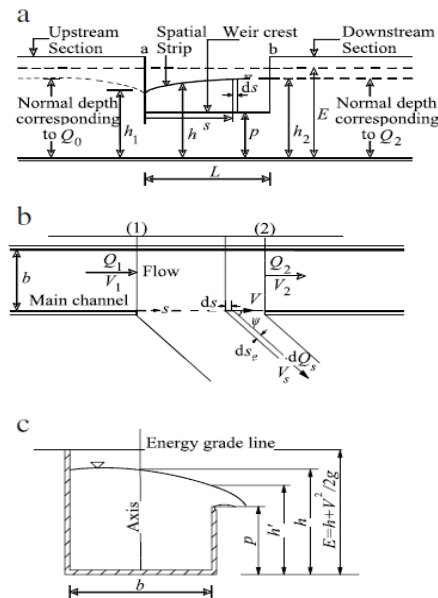 a
Upstream Section
a
Spatial Strip
Weir crest
b
Downstream Section
Normal depth corresponding to Q₀
h₁
h
s
ds
p
h₂
E
Normal depth corresponding to Q₂
L
b
(1)
(2)
b
Q₁
V₁
Flow
Main channel
s
ds
V
Q₂
V₂
ψ
dsₑ
dQₛ
Vₛ
c
Energy grade line
Axis
p
h'
h
E=h+V²/2g
b